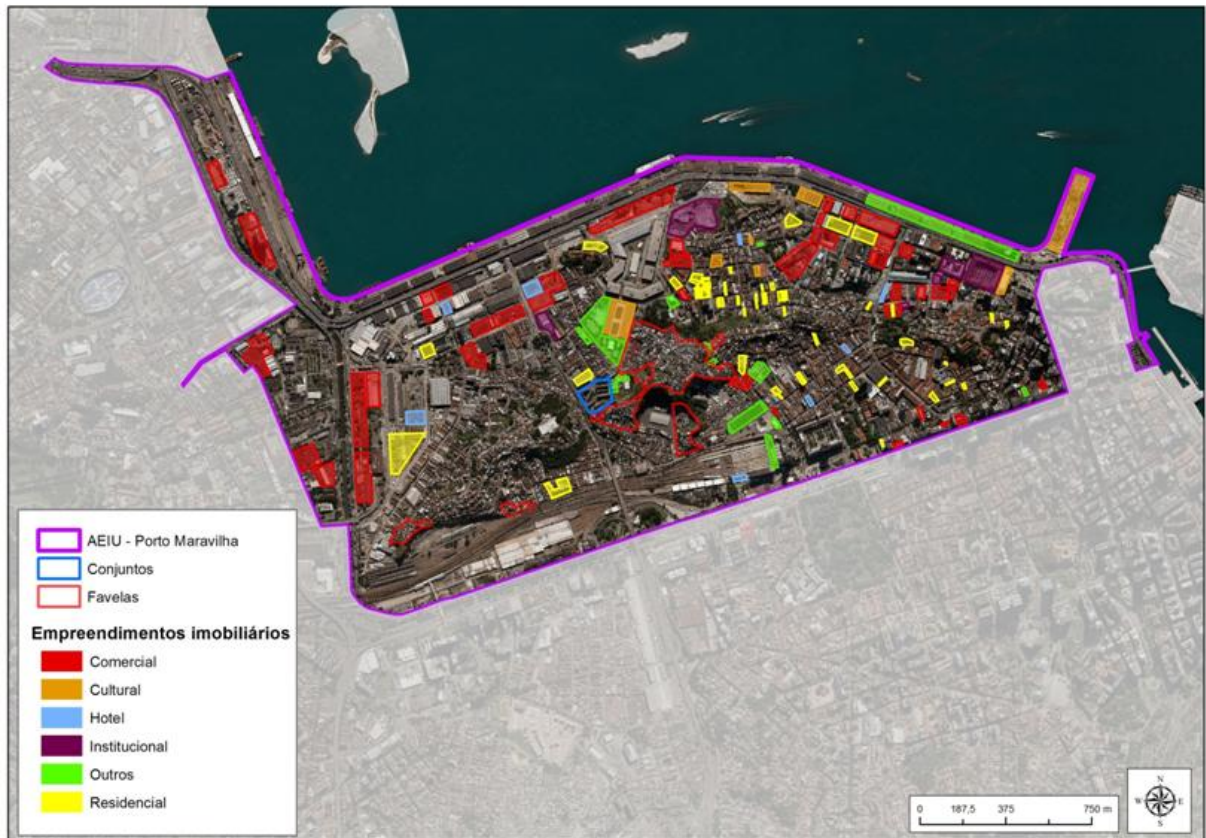 AEIU - Porto Maravilha
Conjuntos
Favelas
Empreendimentos imobiliários
Comercial
Cultural
Hotel
Institucional
Outros
Residencial
0 187,5 375 750 m
N
W E
S